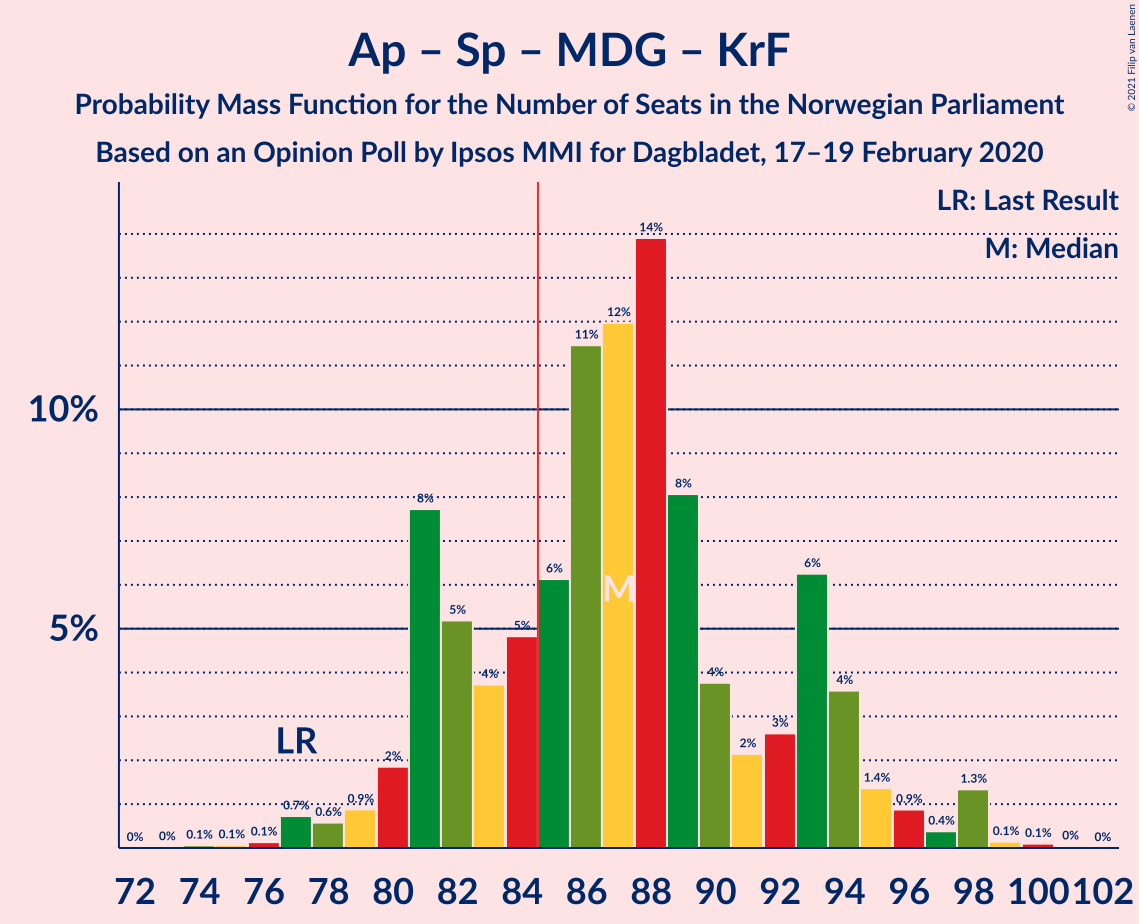 Ap – Sp – MDG – KrF
Probability Mass Function for the Number of Seats in the Norwegian Parliament
Based on an Opinion Poll by Ipsos MMI for Dagbladet, 17–19 February 2020
© 2021 Filip van Laenen
LR: Last Result
M: Median
10%
5%
0% 0% 0.1% 0.1% 0.1% 0.7% 0.6% 0.9% 2% 8% 5% 4% 5% 6% 11% 12% 14% 8% 4% 2% 3% 6% 4% 1.4% 0.9% 0.4% 1.3% 0.1% 0.1% 0% 0%
LR
M
72 74 76 78 80 82 84 86 88 90 92 94 96 98 100 102